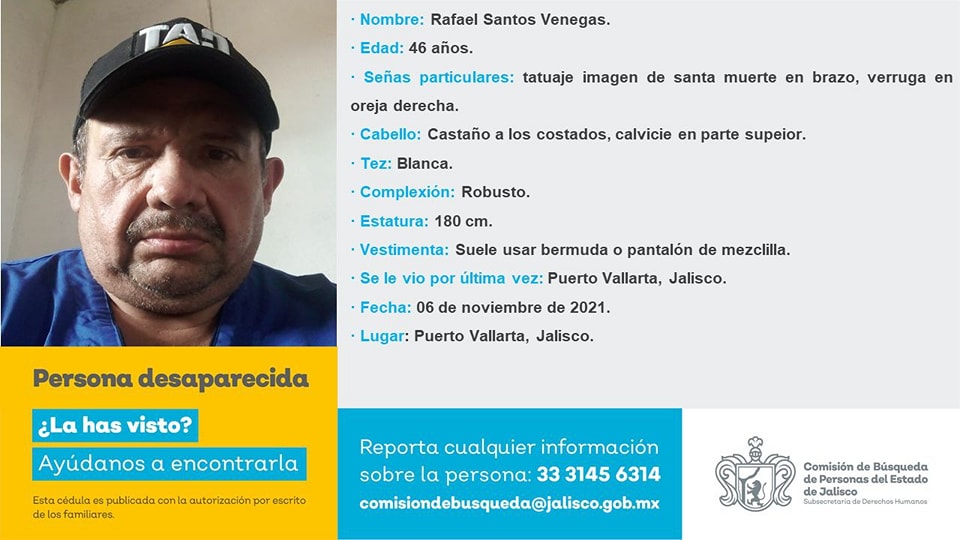 CAT
· Nombre: Rafael Santos Venegas.
· Edad: 46 años.
· Señas particulares: tatuaje imagen de santa muerte en brazo, verruga en
oreja derecha.
· Cabello: Castaño a los costados, calvicie en parte supeior.
· Tez: Blanca.
· Complexión: Robusto.
· Estatura: 180 cm.
· Vestimenta: Suele usar bermuda o pantalón de mezclilla.
· Se le vio por última vez: Puerto Vallarta, Jalisco.
· Fecha: 06 de noviembre de 2021.
· Lugar: Puerto Vallarta, Jalisco.
Persona desaparecida
¿La has visto?
Ayúdanos a encontrarla
Esta cédula es publicada con la autorización por escrito
de los familiares.
Reporta cualquier información
sobre la persona: 33 3145 6314
comisiondebusqueda@jalisco.gob.mx
Comisión de Búsqueda
de Personas del Estado
de Jalisco
Subsecretaría de Derechos Humanos